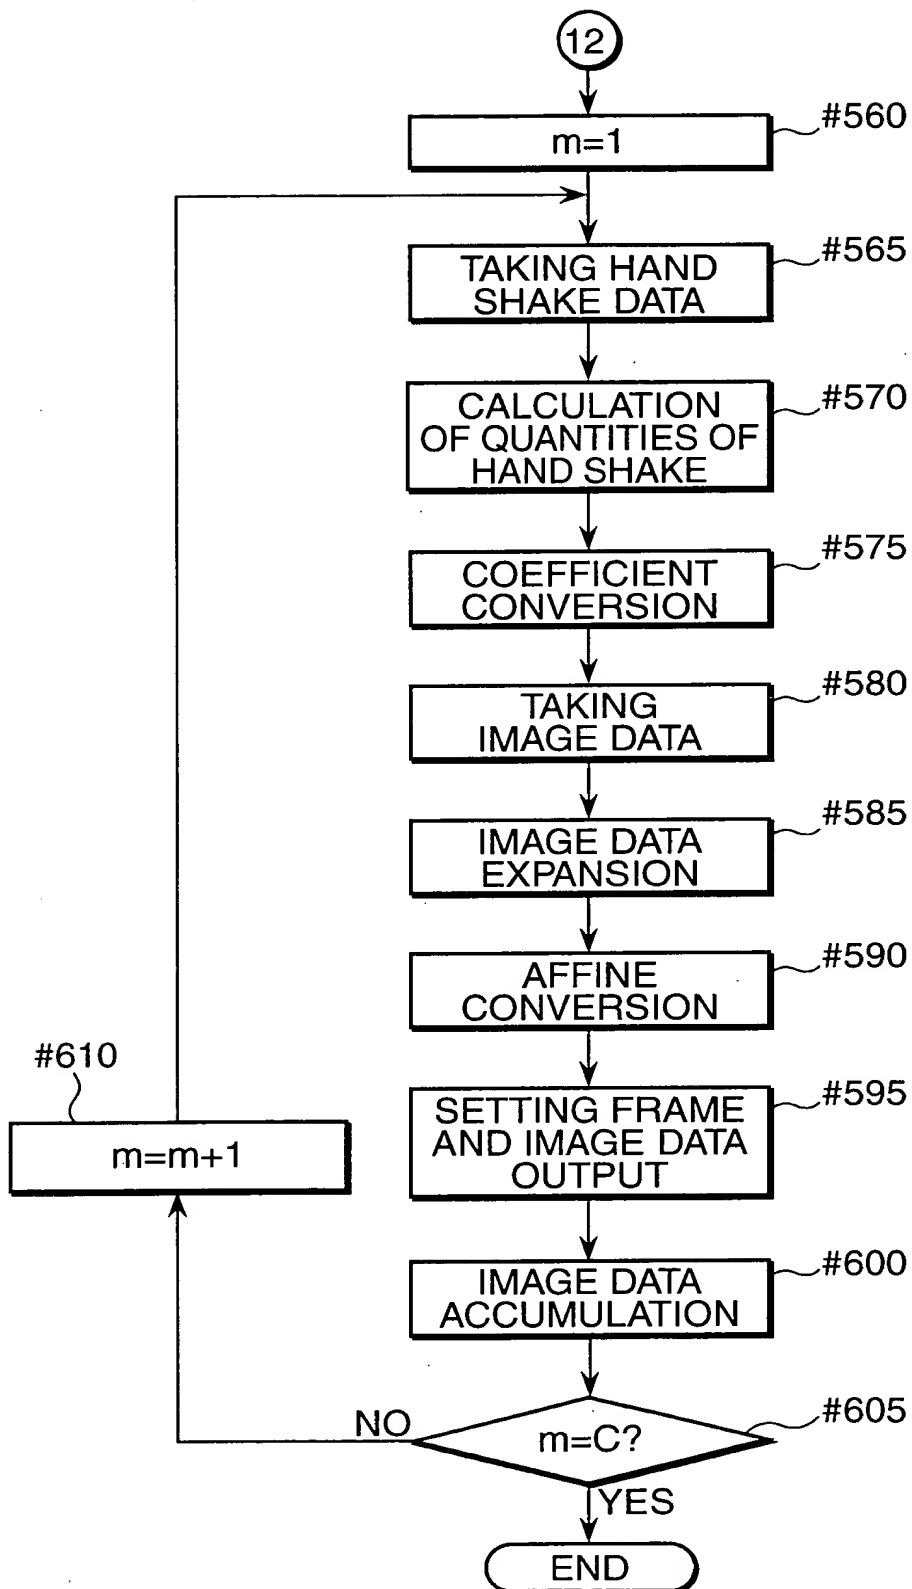 12
#560
m=1
#565
TAKING HAND
SHAKE DATA
#570
CALCULATION
OF QUANTITIES OF
HAND SHAKE
#575
COEFFICIENT
CONVERSION
#580
TAKING
IMAGE DATA
#585
IMAGE DATA
EXPANSION
#590
AFFINE
CONVERSION
#595
SETTING FRAME
AND IMAGE DATA
OUTPUT
#610
m=m+1
#600
IMAGE DATA
ACCUMULATION
#605
NO
m=C?
YES
END